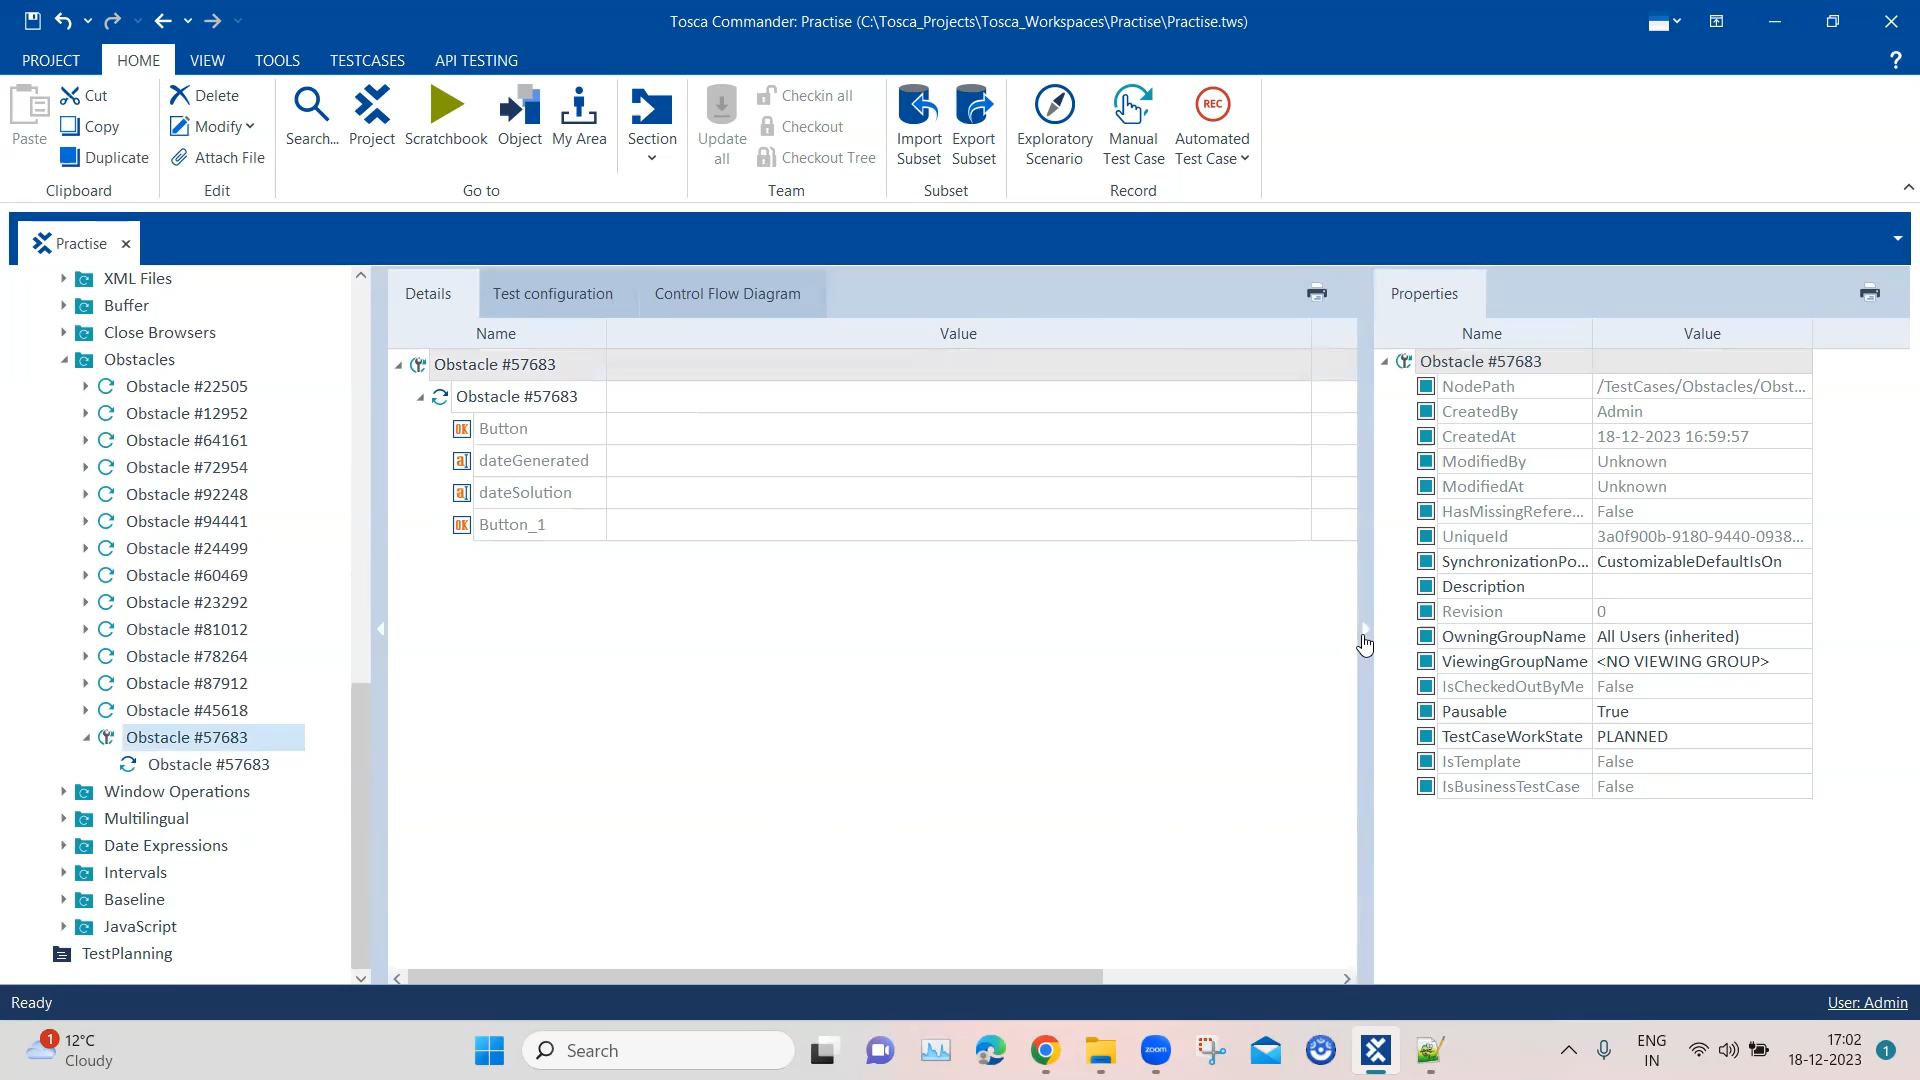 Tosca Commander: Practise (C:\Tosca_Projects\Tosca_Workspaces\Practise\Practise.tws)
PROJECT HOME VIEW TOOLS TESTCASES API TESTING ?
Paste
Cut
Copy
Duplicate
Clipboard
Delete
Modify
Attach File
Edit
Search...
Project
Scratchbook
Object
My Area
Section
Go to
Update all
Checkin all
Checkout
Checkout Tree
Team
Import Subset
Export Subset
Subset
Exploratory Scenario
Manual Test Case
REC
Automated Test Case
Record
Practise
XML Files
Buffer
Close Browsers
Obstacles
Obstacle #22505
Obstacle #12952
Obstacle #64161
Obstacle #72954
Obstacle #92248
Obstacle #94441
Obstacle #24499
Obstacle #60469
Obstacle #23292
Obstacle #81012
Obstacle #78264
Obstacle #87912
Obstacle #45618
Obstacle #57683
Obstacle #57683
Window Operations
Multilingual
Date Expressions
Intervals
Baseline
JavaScript
TestPlanning
Details Test configuration Control Flow Diagram
Name Value
Obstacle #57683
Obstacle #57683
OK Button
a dateGenerated
a dateSolution
OK Button_1
Properties
Name Value
Obstacle #57683
NodePath /TestCases/Obstacles/Obst...
CreatedBy Admin
CreatedAt 18-12-2023 16:59:57
ModifiedBy Unknown
ModifiedAt Unknown
HasMissingRefere... False
UniqueId 3a0f900b-9180-9440-0938...
SynchronizationPo... CustomizableDefaultIsOn
Description
Revision 0
OwningGroupName All Users (inherited)
ViewingGroupName <NO VIEWING GROUP>
IsCheckedOutByMe False
Pausable True
TestCaseWorkState PLANNED
IsTemplate False
IsBusinessTestCase False
Ready User: Admin
1
12°C
Cloudy
Search
zoom
ENG
IN
17:02
18-12-2023
1